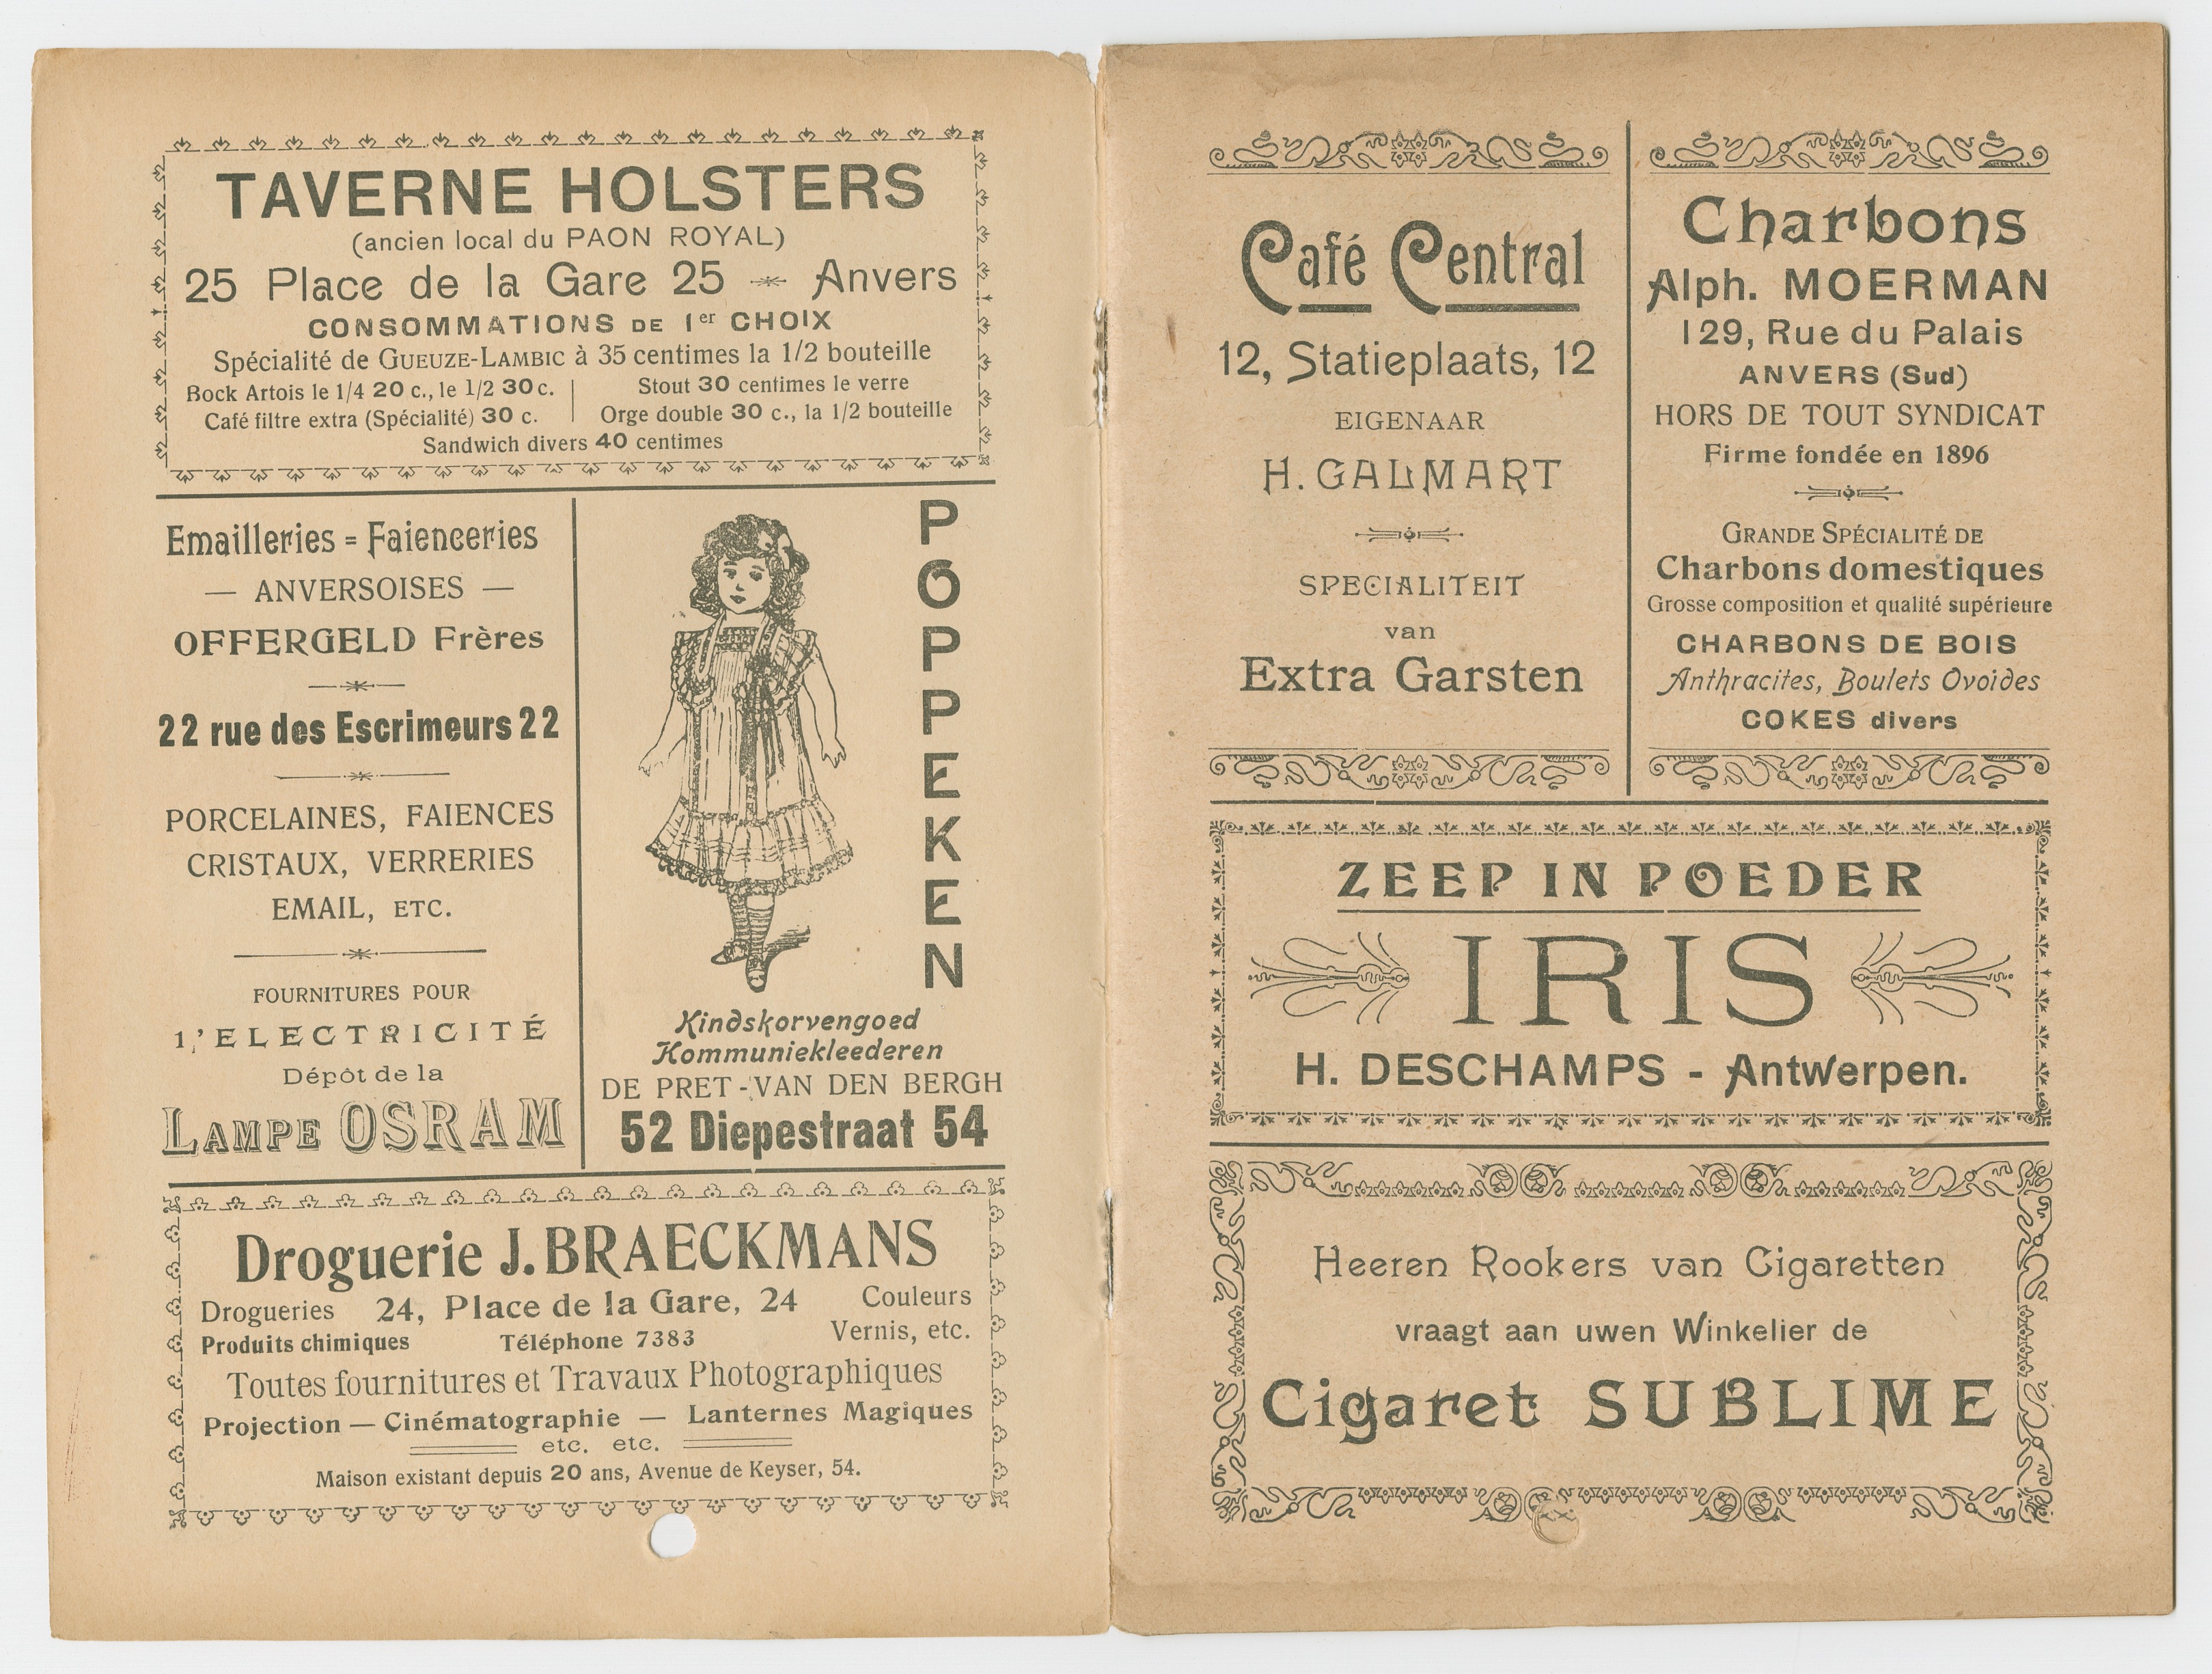 TAVERNE HOLSTERS
(ancien local du PAON ROYAL)
25 Place de la Gare 25 Anvers
CONSOMMATIONS DE 1er CHOIX
Spécialité de GUEUZE-LAMBIC à 35 centimes la 1/2 bouteille
Bock Artois le 1/4 20 c., le 1/2 30 c.
Café filtre extra (Spécialité) 30 c.
Stout 30 centimes le verre
Orge double 30 c., la 1/2 bouteille
Sandwich divers 40 centimes
Emailleries = Faienceries
— ANVERSOISES —
OFFERGELD Frères
22 rue des Escrimeurs 22
PORCELAINES, FAIENCES
CRISTAUX, VERRERIES
EMAIL, ETC.
FOURNITURES POUR
l'ELECTRICITÉ
Dépôt de la
LAMPE OSRAM
POPPEKEN
Kindskorvengoed
Kommuniekleederen
DE PRET - VAN DEN BERGH
52 Diepestraat 54
Droguerie J. BRAECKMANS
Drogueries 24, Place de la Gare, 24 Couleurs
Produits chimiques Téléphone 7383 Vernis, etc.
Toutes fournitures et Travaux Photographiques
Projection — Cinématographie — Lanternes Magiques
etc. etc.
Maison existant depuis 20 ans, Avenue de Keyser, 54.
Café Central
12, Statieplaats, 12
EIGENAAR
H. GALMART
SPECIALITEIT
van
Extra Garsten
Charbons
Alph. MOERMAN
129, Rue du Palais
ANVERS (Sud)
HORS DE TOUT SYNDICAT
Firme fondée en 1896
GRANDE SPÉCIALITÉ DE
Charbons domestiques
Grosse composition et qualité supérieure
CHARBONS DE BOIS
Anthracites, Boulets Ovoides
COKES divers
ZEEP IN POEDER
IRIS
H. DESCHAMPS - Antwerpen.
Heeren Rookers van Cigaretten
vraagt aan uwen Winkelier de
Cigaret SUBLIME